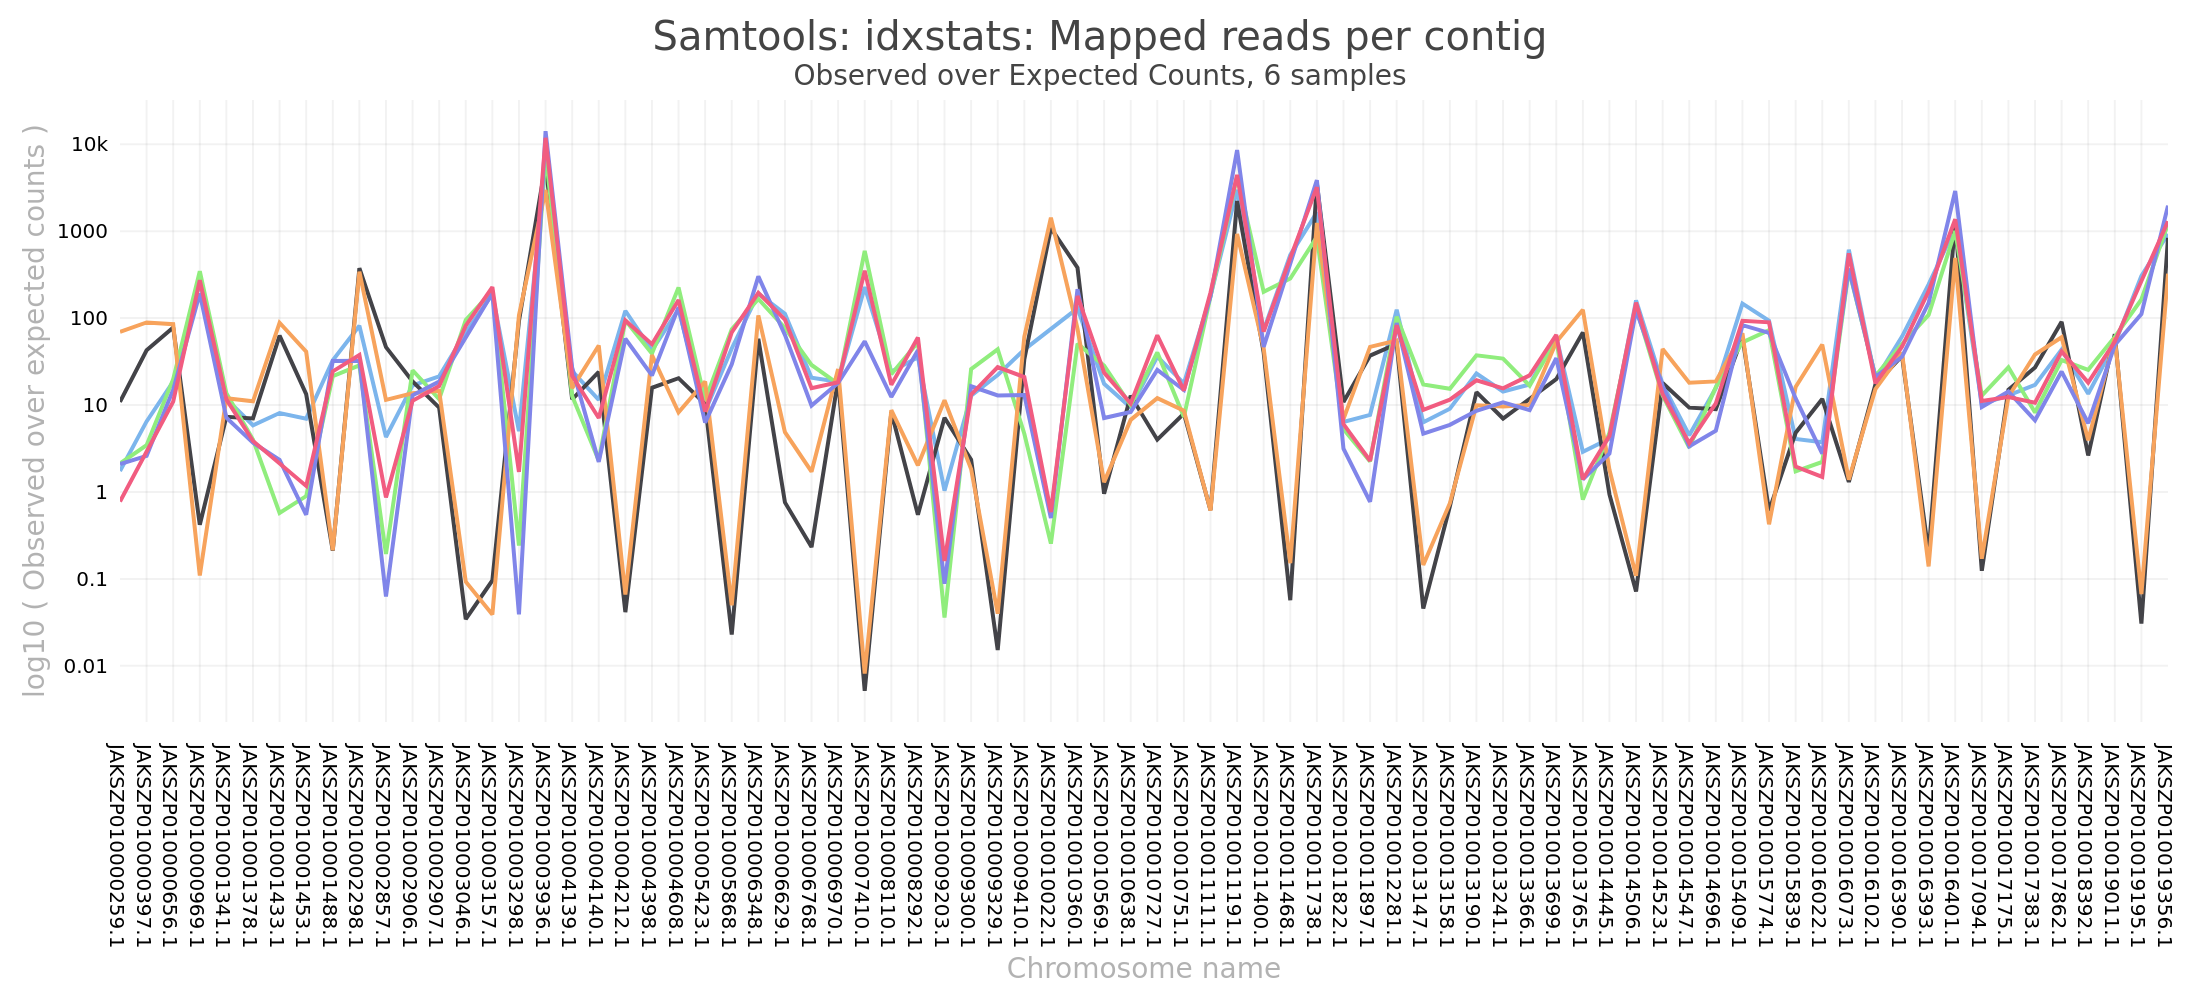 Samtools: idxstats: Mapped reads per contig
Observed over Expected Counts, 6 samples
log10 ( Observed over expected counts )
10k
1000
100
10
1
0.1
0.01
JAKSZP010000259.1
JAKSZP010000397.1
JAKSZP010000656.1
JAKSZP010000969.1
JAKSZP010001341.1
JAKSZP010001378.1
JAKSZP010001433.1
JAKSZP010001453.1
JAKSZP010001488.1
JAKSZP010002298.1
JAKSZP010002857.1
JAKSZP010002906.1
JAKSZP010002907.1
JAKSZP010003046.1
JAKSZP010003157.1
JAKSZP010003298.1
JAKSZP010003936.1
JAKSZP010004139.1
JAKSZP010004140.1
JAKSZP010004212.1
JAKSZP010004398.1
JAKSZP010004608.1
JAKSZP010005423.1
JAKSZP010005868.1
JAKSZP010006348.1
JAKSZP010006629.1
JAKSZP010006768.1
JAKSZP010006970.1
JAKSZP010007410.1
JAKSZP010008110.1
JAKSZP010008292.1
JAKSZP010009203.1
JAKSZP010009300.1
JAKSZP010009329.1
JAKSZP010009410.1
JAKSZP010010022.1
JAKSZP010010360.1
JAKSZP010010569.1
JAKSZP010010638.1
JAKSZP010010727.1
JAKSZP010010751.1
JAKSZP010011111.1
JAKSZP010011191.1
JAKSZP010011400.1
JAKSZP010011468.1
JAKSZP010011738.1
JAKSZP010011822.1
JAKSZP010011897.1
JAKSZP010012281.1
JAKSZP010013147.1
JAKSZP010013158.1
JAKSZP010013190.1
JAKSZP010013241.1
JAKSZP010013366.1
JAKSZP010013699.1
JAKSZP010013765.1
JAKSZP010014445.1
JAKSZP010014506.1
JAKSZP010014523.1
JAKSZP010014547.1
JAKSZP010014696.1
JAKSZP010015409.1
JAKSZP010015774.1
JAKSZP010015839.1
JAKSZP010016022.1
JAKSZP010016073.1
JAKSZP010016102.1
JAKSZP010016390.1
JAKSZP010016393.1
JAKSZP010016401.1
JAKSZP010017094.1
JAKSZP010017175.1
JAKSZP010017383.1
JAKSZP010017862.1
JAKSZP010018392.1
JAKSZP010019011.1
JAKSZP010019195.1
JAKSZP010019356.1
Chromosome name